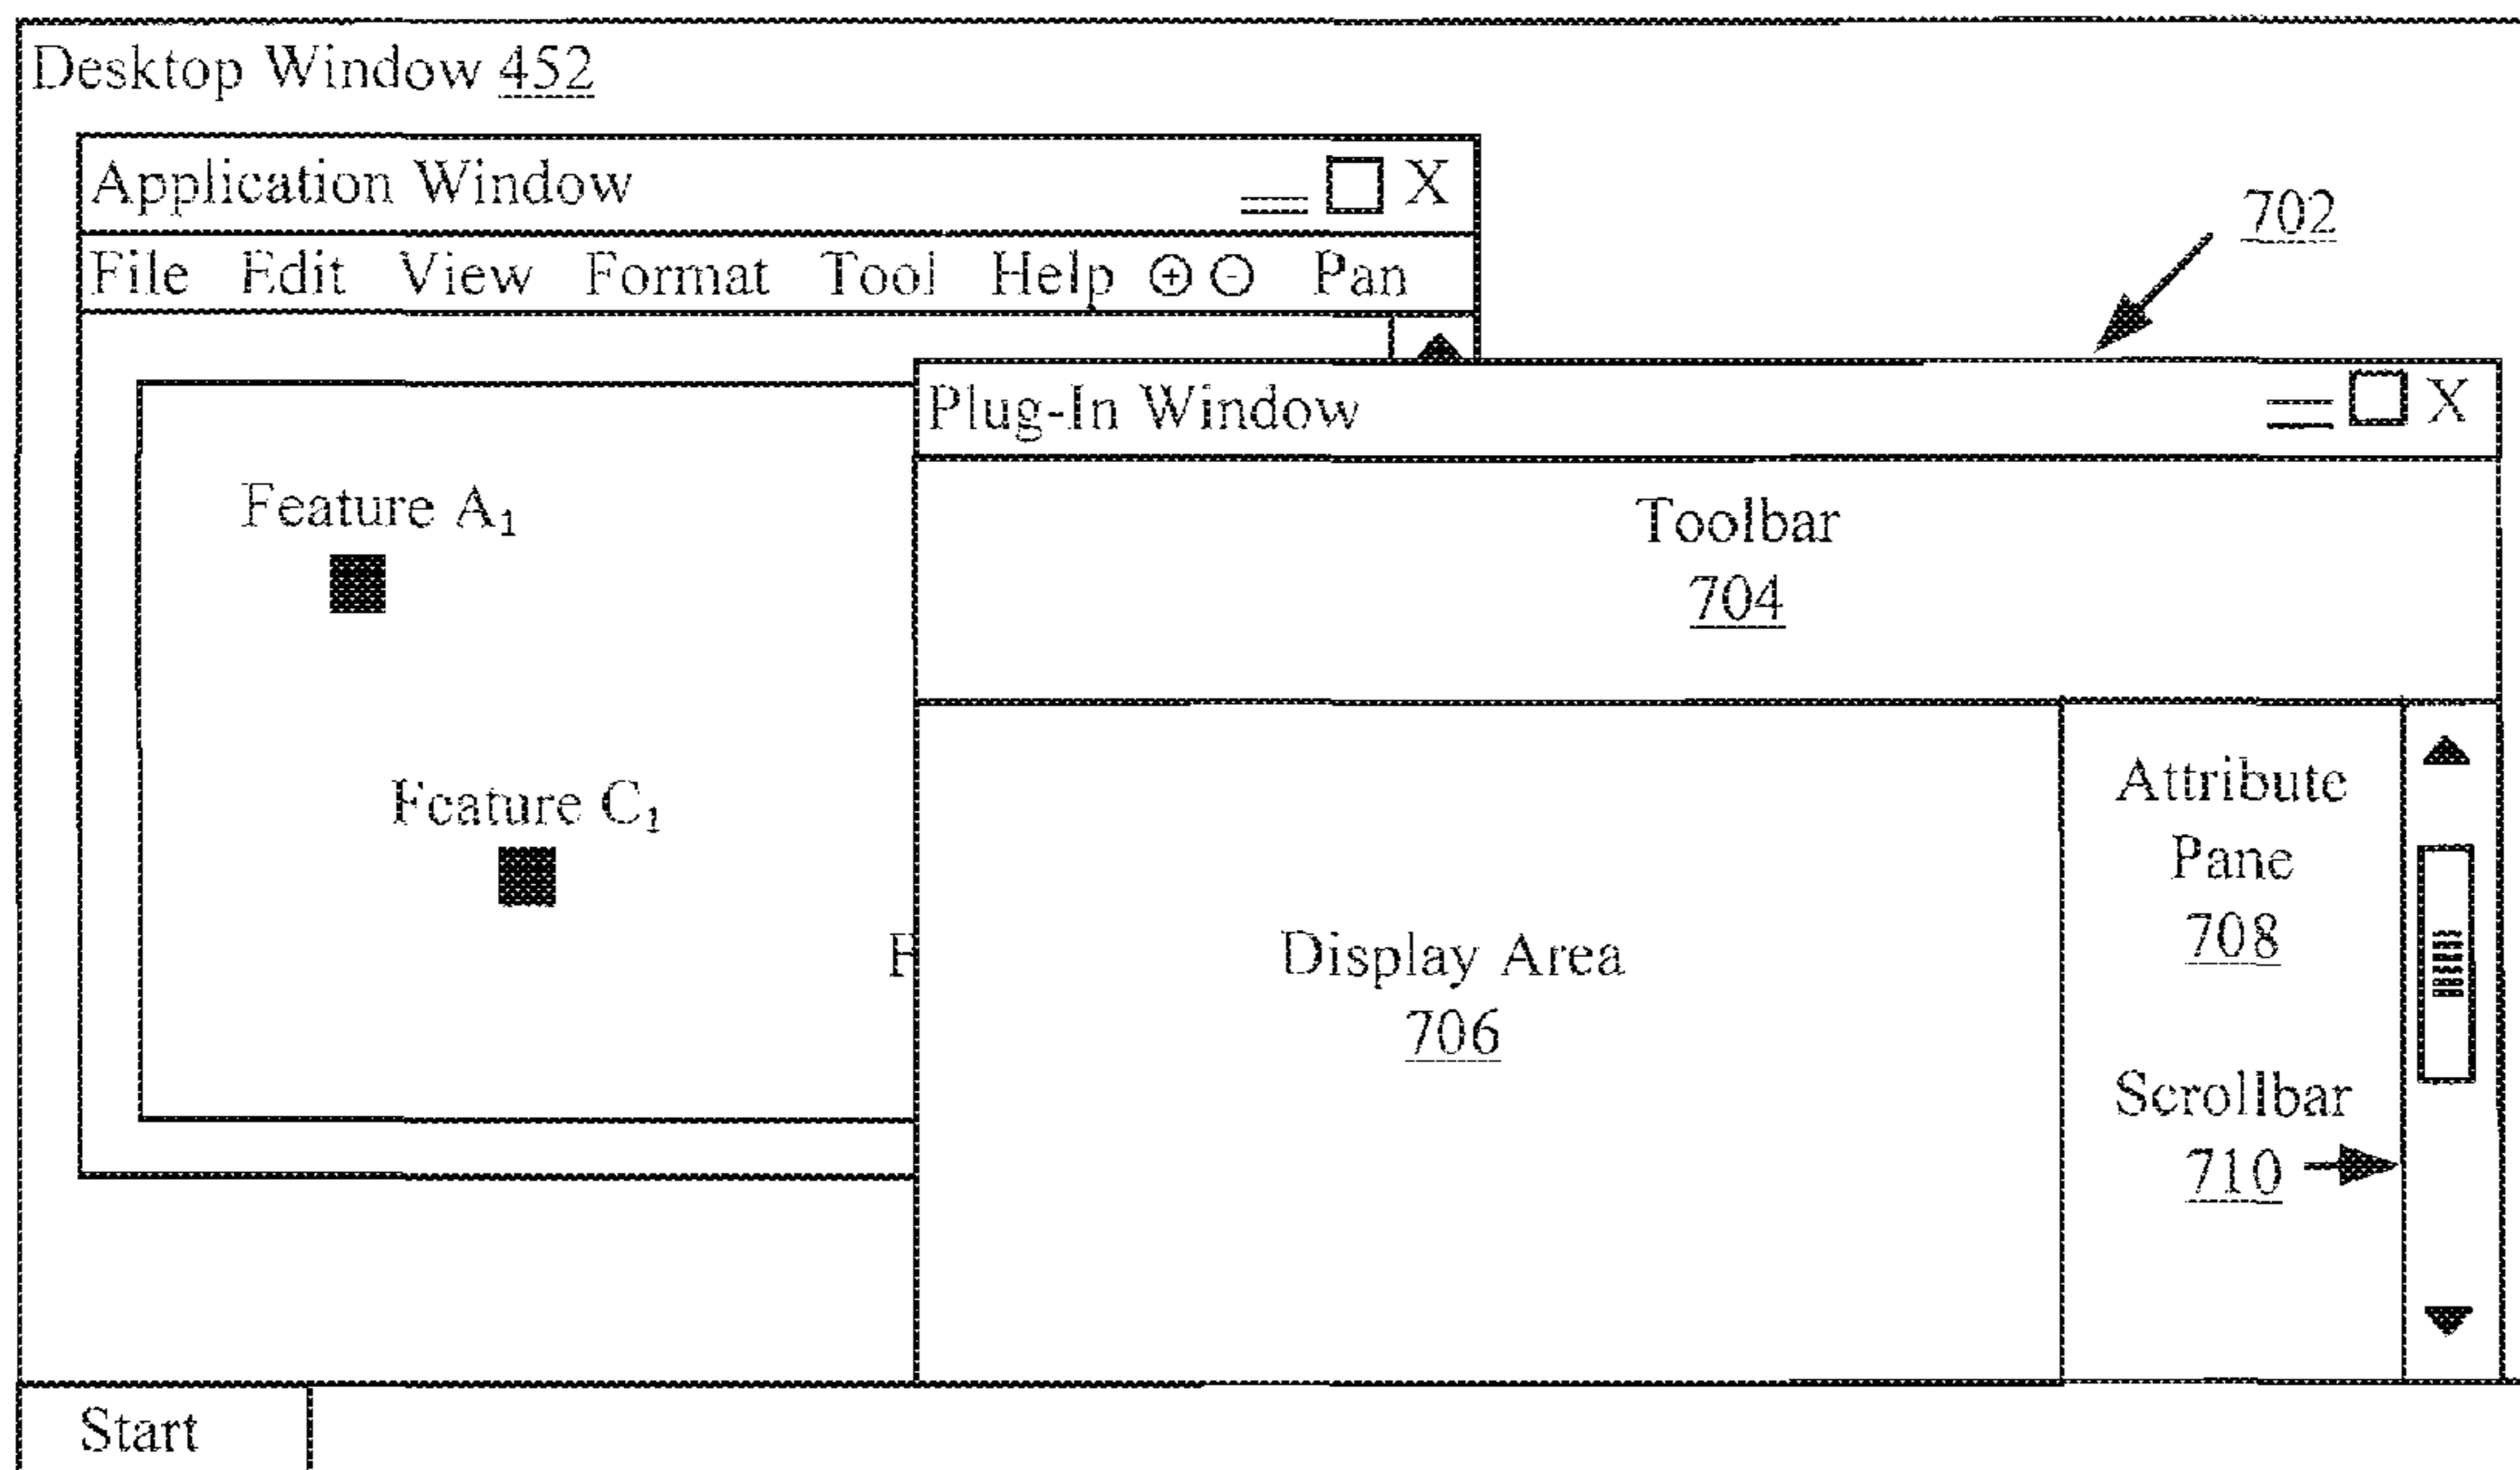 Desktop Window 452
Application Window X
File Edit View Format Tool Help + - Pan
702
Plug-In Window X
Feature A₁
Toolbar
704
Feature C₁
F
Display Area
706
Attribute
Pane
708
Scrollbar
710
Start